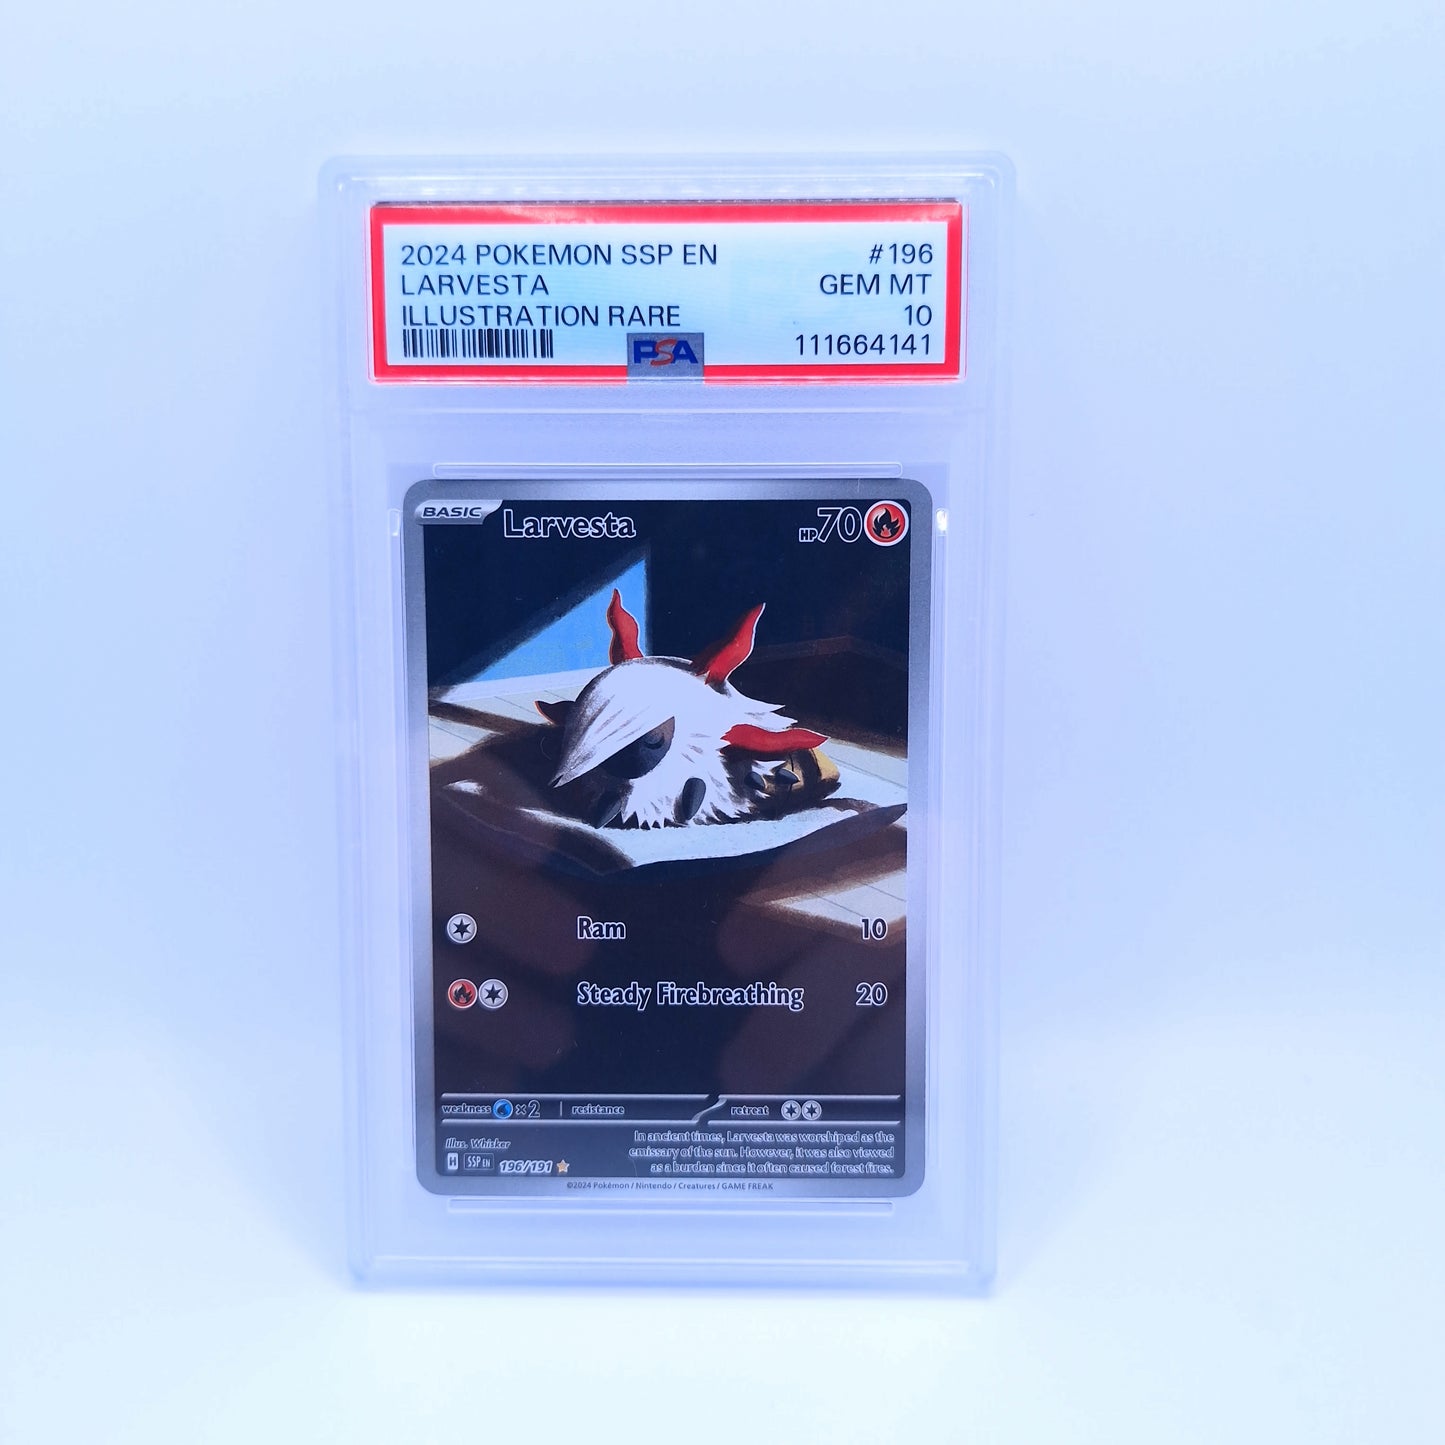 2024 POKEMON SSP EN #196
LARVESTA GEM MT
ILLUSTRATION RARE 10
PSA 111664141
BASIC Larvesta HP 70
Ram 10
Steady Firebreathing 20
weakness ×2 resistance retreat
Illus. Whisker
In ancient times, Larvesta was worshiped as the
emissary of the sun. However, it was also viewed
as a burden since it often caused forest fires.
H SSP EN 196/191
©2024 Pokémon / Nintendo / Creatures / GAME FREAK